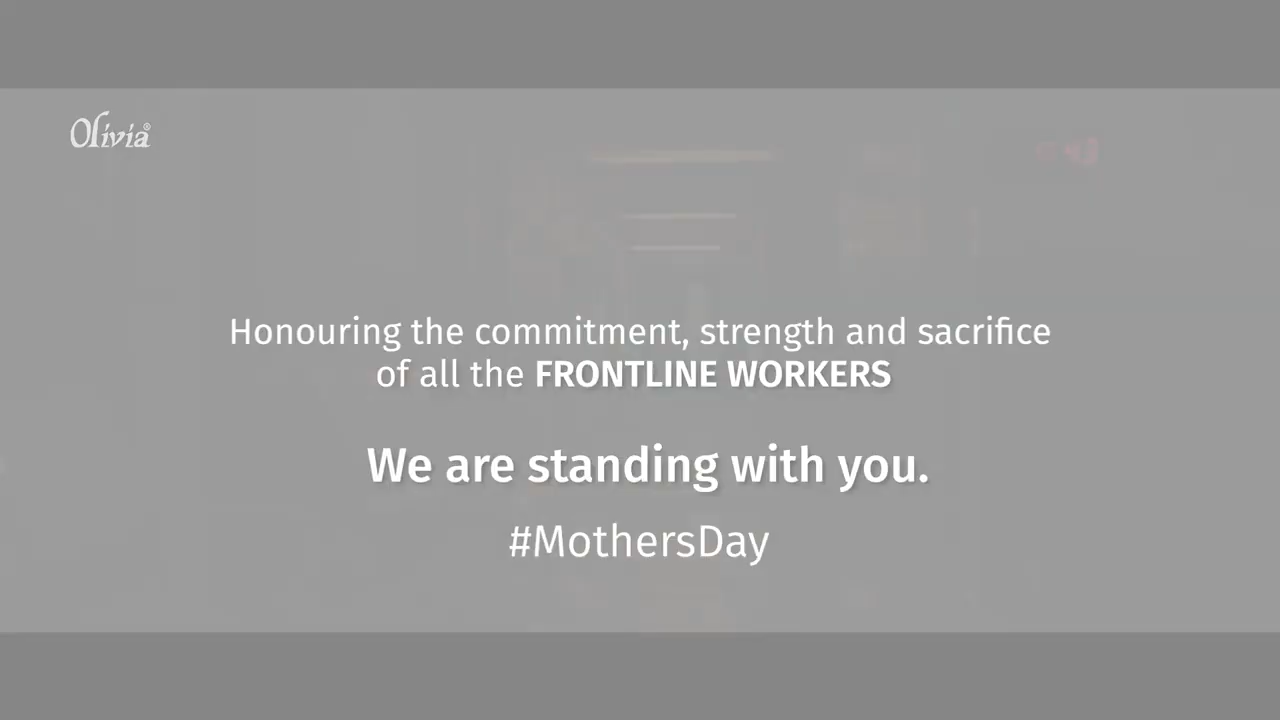 Olivia®
Honouring the commitment, strength and sacrifice
of all the FRONTLINE WORKERS
We are standing with you.
#MothersDay